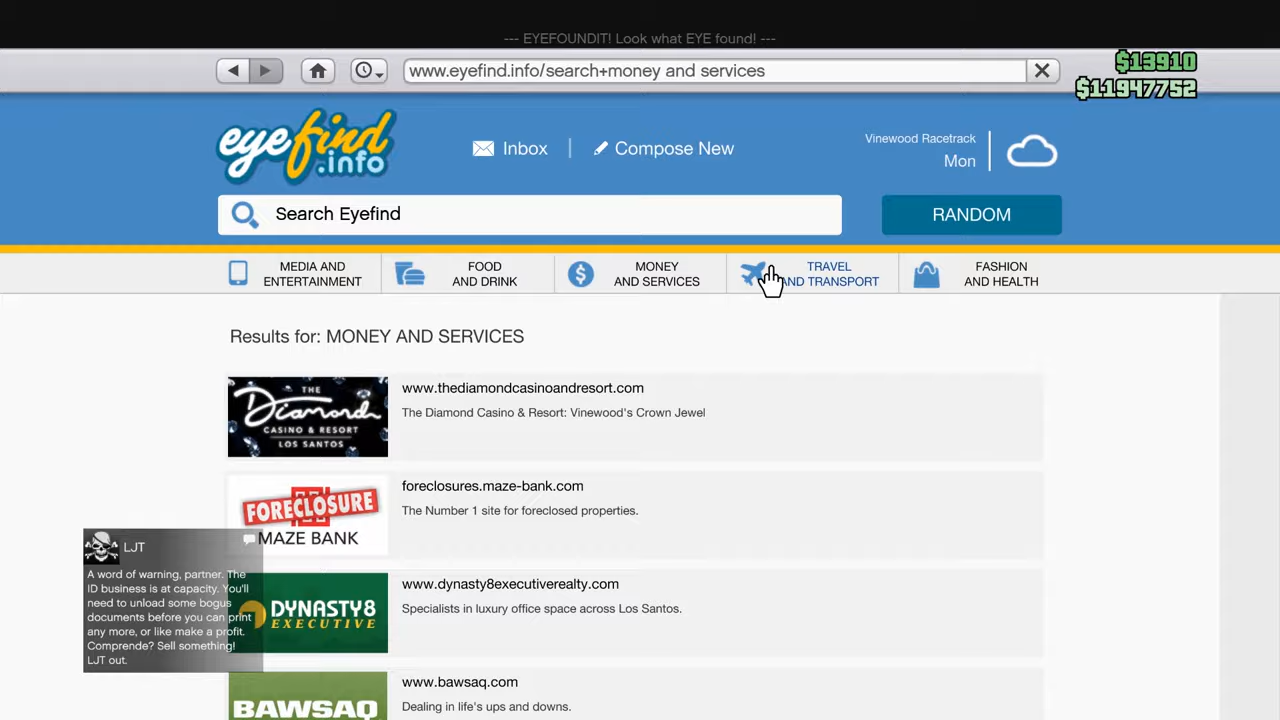 --- EYEFOUNDIT! Look what EYE found! ---
www.eyefind.info/search+money and services
$13910
$11947752
eyefind
.info
Inbox
Compose New
Vinewood Racetrack
Mon
Search Eyefind
RANDOM
MEDIA AND
ENTERTAINMENT
FOOD
AND DRINK
MONEY
AND SERVICES
TRAVEL
AND TRANSPORT
FASHION
AND HEALTH
Results for: MONEY AND SERVICES
THE
Diamond
CASINO & RESORT
LOS SANTOS
www.thediamondcasinoandresort.com
The Diamond Casino & Resort: Vinewood's Crown Jewel
FORECLOSURE
MAZE BANK
foreclosures.maze-bank.com
The Number 1 site for foreclosed properties.
LJT
A word of warning, partner. The
ID business is at capacity. You'll
need to unload some bogus
documents before you can print
any more, or like make a profit.
Comprende? Sell something!
LJT out.
DYNASTY8
EXECUTIVE
www.dynasty8executiverealty.com
Specialists in luxury office space across Los Santos.
BAWSAQ
www.bawsaq.com
Dealing in life's ups and downs.